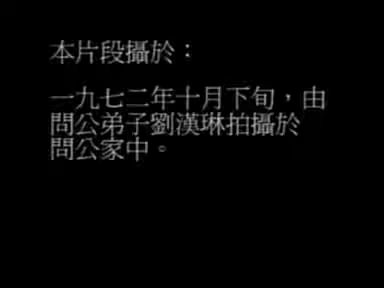 本片段攝於：
一九七二年十月下旬，由
問公弟子劉漢琳拍攝於
問公家中。